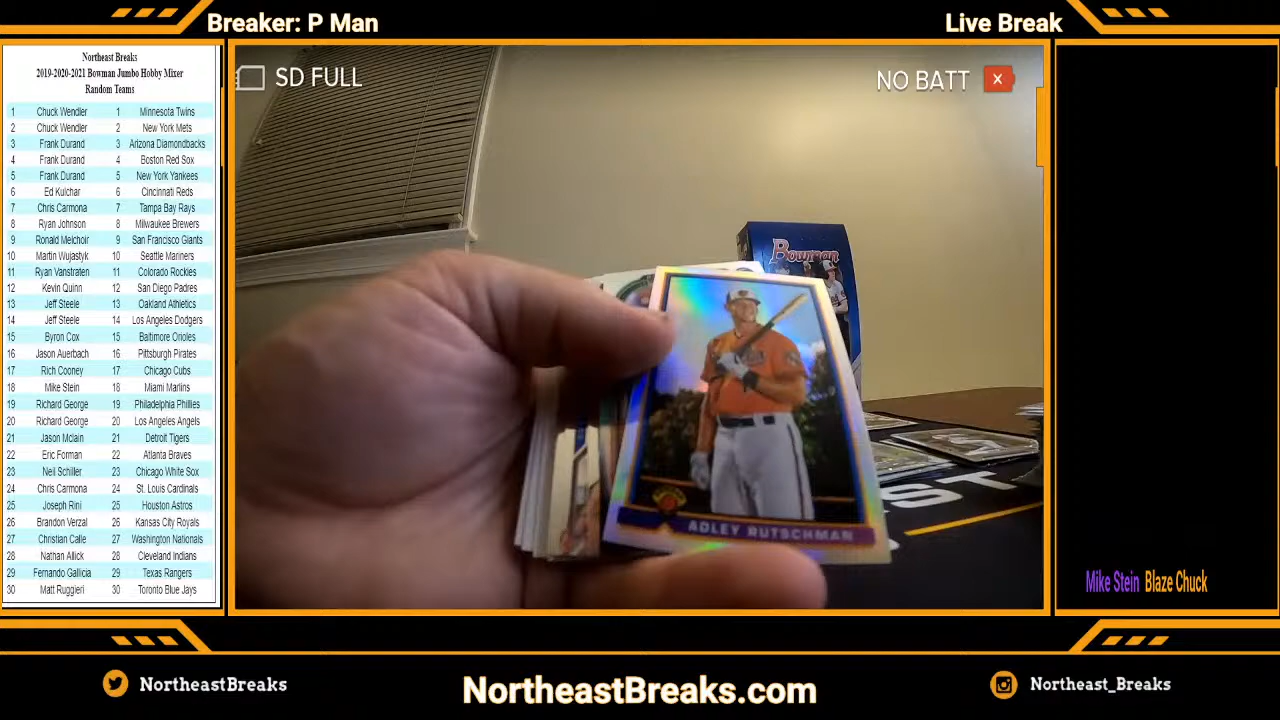 Breaker: P Man
Live Break
Northeast Breaks
2019-2020-2021 Bowman Jumbo Hobby Mixer
Random Teams
1 Chuck Wendler 1 Minnesota Twins
2 Chuck Wendler 2 New York Mets
3 Frank Durand 3 Arizona Diamondbacks
4 Frank Durand 4 Boston Red Sox
5 Frank Durand 5 New York Yankees
6 Ed Kulchar 6 Cincinnati Reds
7 Chris Carmona 7 Tampa Bay Rays
8 Ryan Johnson 8 Milwaukee Brewers
9 Ronald Melchoir 9 San Francisco Giants
10 Martin Wujastyk 10 Seattle Mariners
11 Ryan Vanstraten 11 Colorado Rockies
12 Kevin Quinn 12 San Diego Padres
13 Jeff Steele 13 Oakland Athletics
14 Jeff Steele 14 Los Angeles Dodgers
15 Byron Cox 15 Baltimore Orioles
16 Jason Auerbach 16 Pittsburgh Pirates
17 Rich Cooney 17 Chicago Cubs
18 Mike Stein 18 Miami Marlins
19 Richard George 19 Philadelphia Phillies
20 Richard George 20 Los Angeles Angels
21 Jason Mclain 21 Detroit Tigers
22 Eric Forman 22 Atlanta Braves
23 Neil Schiller 23 Chicago White Sox
24 Chris Carmona 24 St. Louis Cardinals
25 Joseph Rini 25 Houston Astros
26 Brandon Verzal 26 Kansas City Royals
27 Christian Calle 27 Washington Nationals
28 Nathan Allick 28 Cleveland Indians
29 Fernando Gallicia 29 Texas Rangers
30 Matt Ruggieri 30 Toronto Blue Jays
SD FULL
NO BATT
Bowman
ADLEY RUTSCHMAN
ST
Mike Stein Blaze Chuck
NortheastBreaks
NortheastBreaks.com
Northeast_Breaks